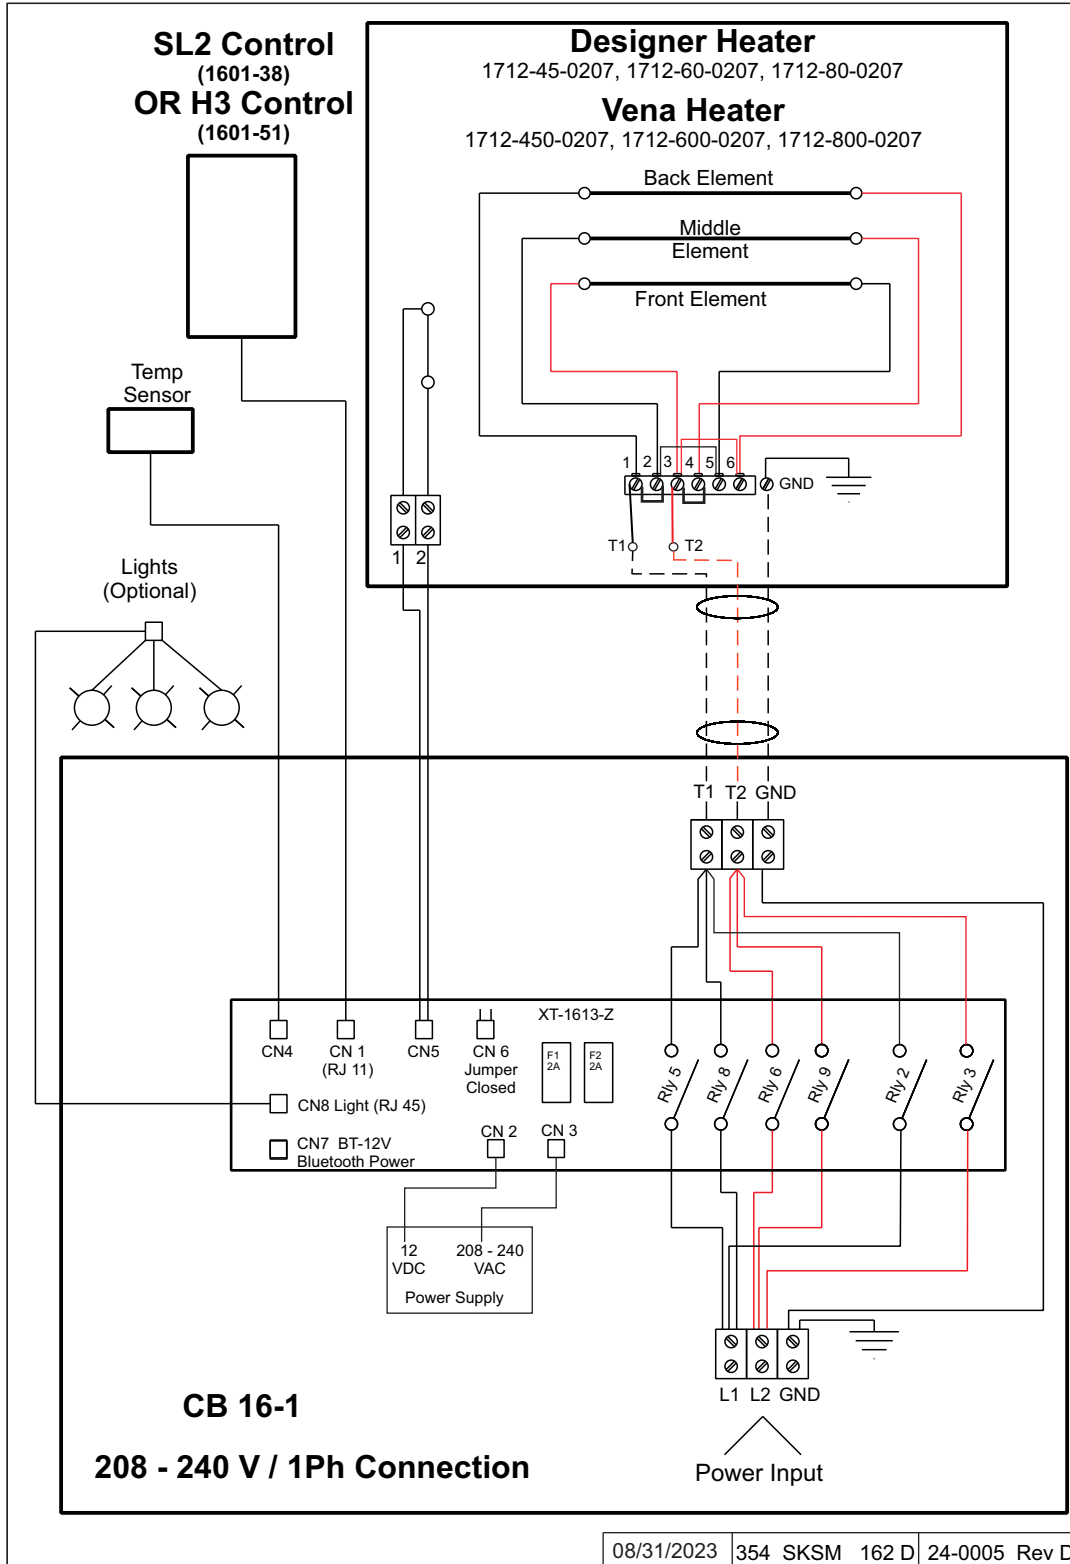 SL2 Control
(1601-38)
OR H3 Control
(1601-51)
Designer Heater
1712-45-0207, 1712-60-0207, 1712-80-0207
Vena Heater
1712-450-0207, 1712-600-0207, 1712-800-0207
Back Element
Middle
Element
Front Element
Temp
Sensor
1 2 3 4 5 6
GND
T1 T2
1 2
Lights
(Optional)
T1 T2 GND
XT-1613-Z
CN4
CN 1
(RJ 11)
CN5
CN 6
Jumper
Closed
F1
2A
F2
2A
Rly 5
Rly 8
Rly 6
Rly 9
Rly 2
Rly 3
CN8 Light (RJ 45)
CN7 BT-12V
Bluetooth Power
CN 2
CN 3
12
VDC
208 - 240
VAC
Power Supply
L1 L2 GND
Power Input
CB 16-1
208 - 240 V / 1Ph Connection
08/31/2023 354 SKSM 162 D 24-0005 Rev D